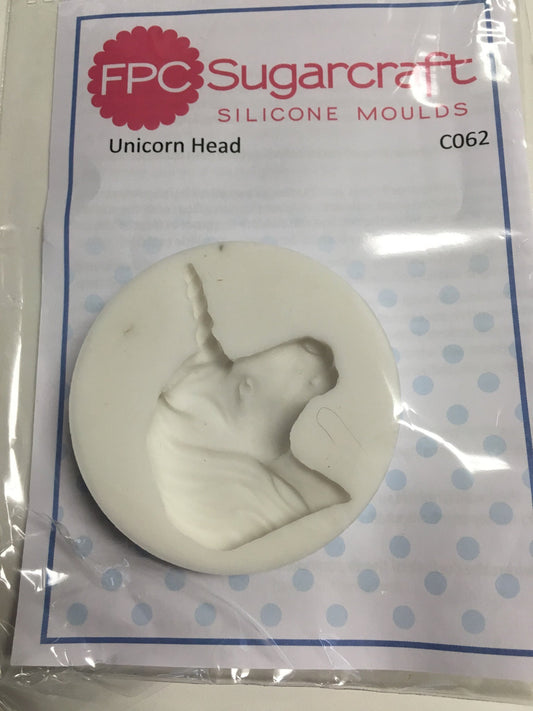 FPC Sugarcraft
SILICONE MOULDS
Unicorn Head C062